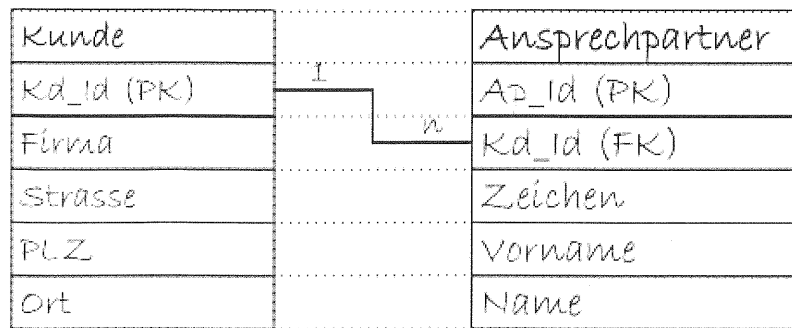 Kunde
Kd_Id (PK)
Firma
Strasse
PLZ
Ort
1
n
Ansprechpartner
Ap_Id (PK)
Kd_Id (FK)
Zeichen
Vorname
Name